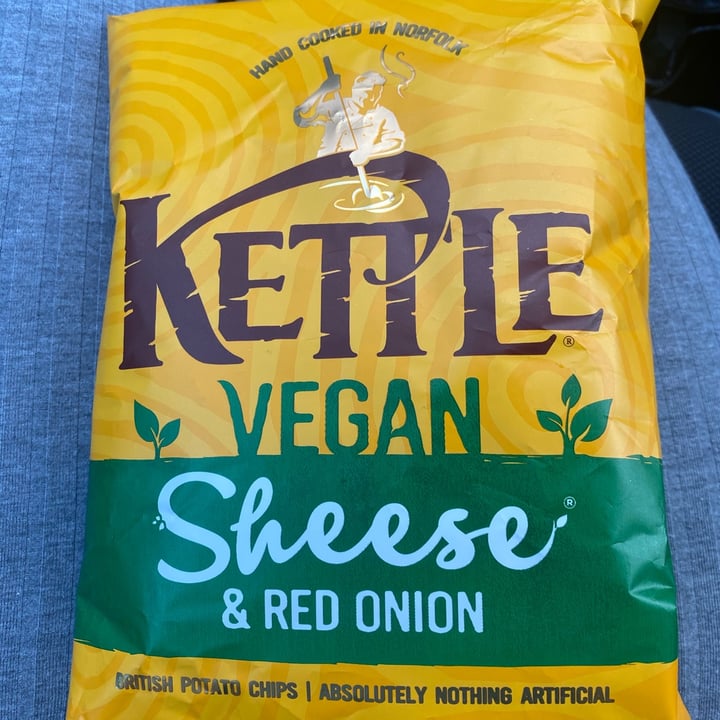 HAND COOKED IN NORFOLK
KETTLE®
VEGAN
Sheese®
& RED ONION
BRITISH POTATO CHIPS | ABSOLUTELY NOTHING ARTIFICIAL